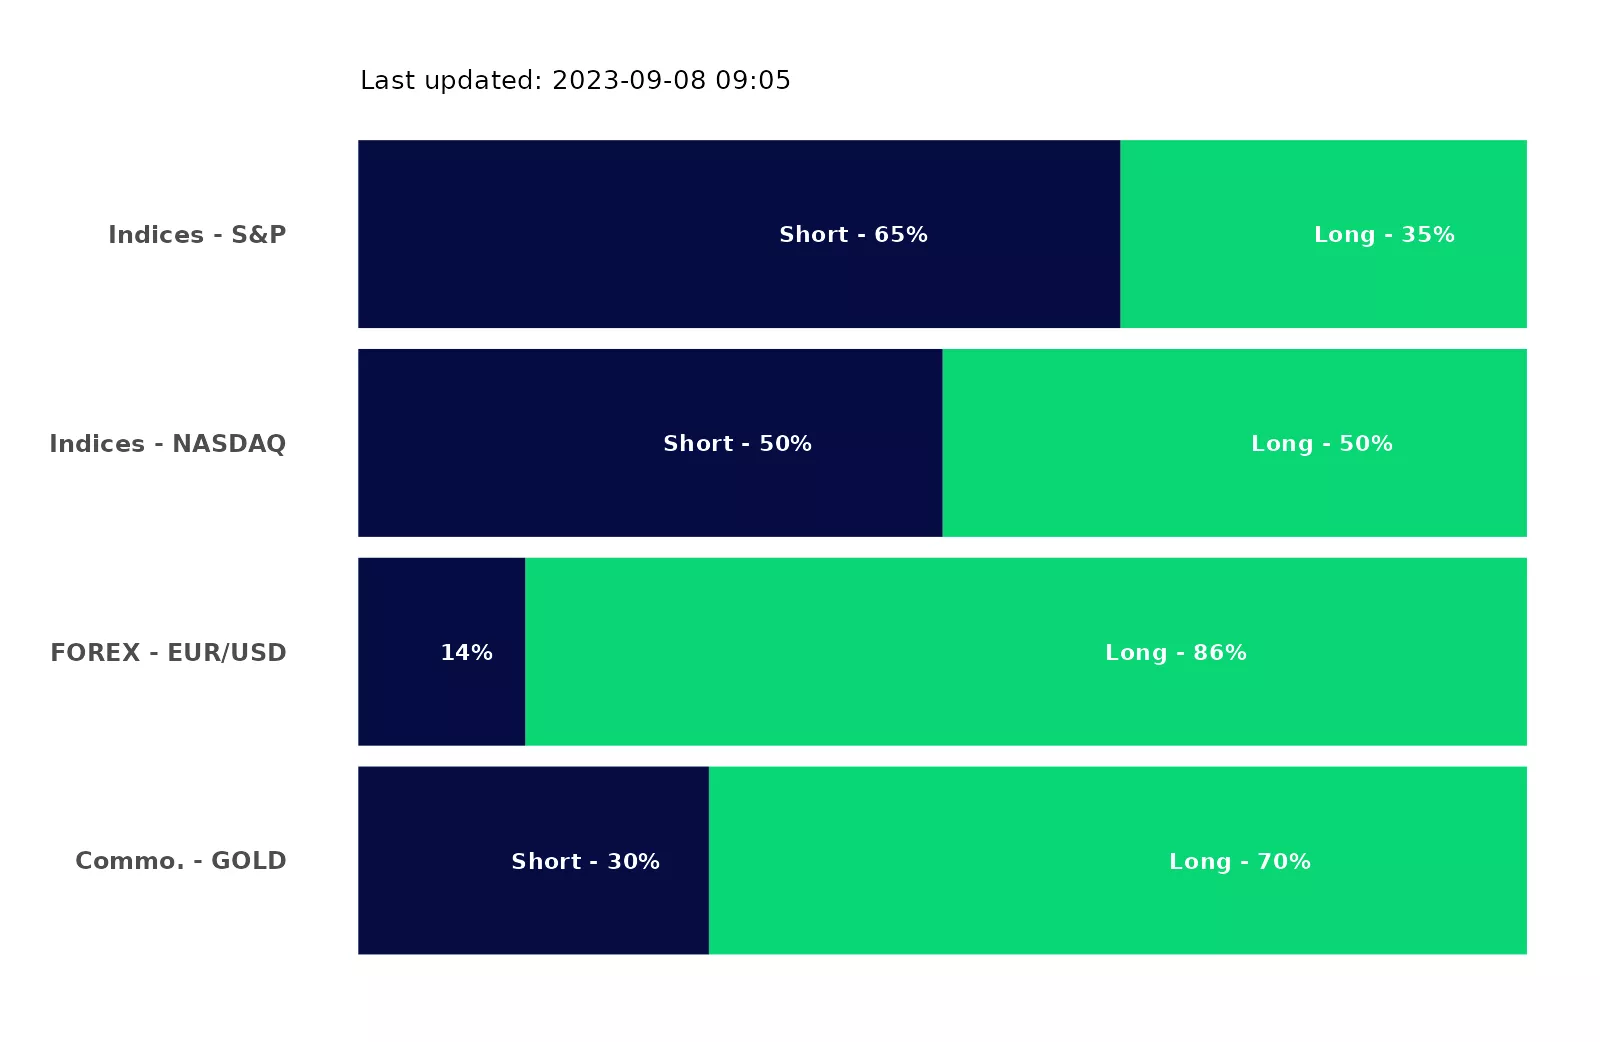 Last updated: 2023-09-08 09:05
Indices - S&P
Short - 65%
Long - 35%
Indices - NASDAQ
Short - 50%
Long - 50%
FOREX - EUR/USD
14%
Long - 86%
Commo. - GOLD
Short - 30%
Long - 70%